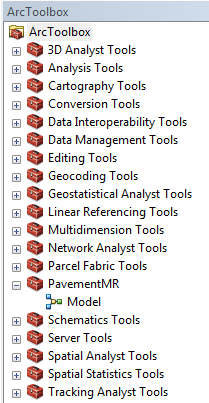 ArcToolbox
ArcToolbox
3D Analyst Tools
Analysis Tools
Cartography Tools
Conversion Tools
Data Interoperability Tools
Data Management Tools
Editing Tools
Geocoding Tools
Geostatistical Analyst Tools
Linear Referencing Tools
Multidimension Tools
Network Analyst Tools
Parcel Fabric Tools
PavementMR
Model
Schematics Tools
Server Tools
Spatial Analyst Tools
Spatial Statistics Tools
Tracking Analyst Tools